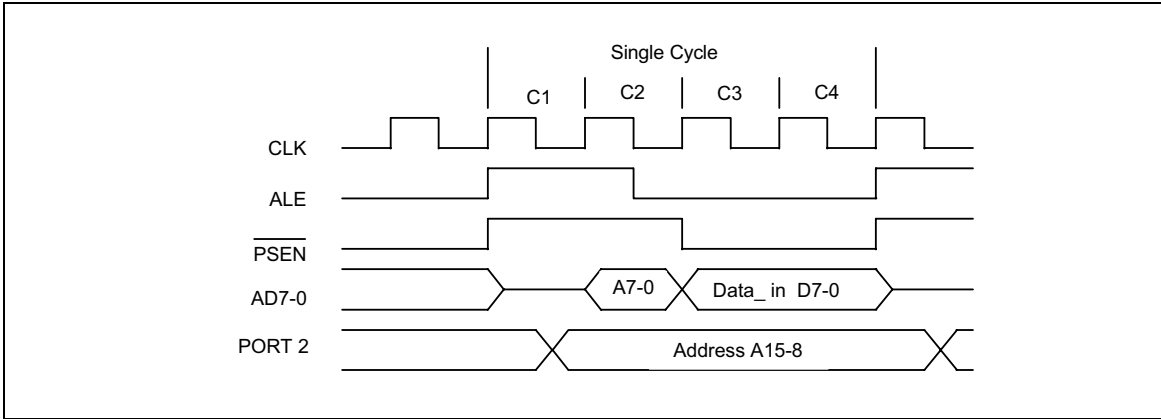 Single Cycle
C1 C2 C3 C4
CLK
ALE
PSEN
AD7-0 A7-0 Data_ in D7-0
PORT 2 Address A15-8